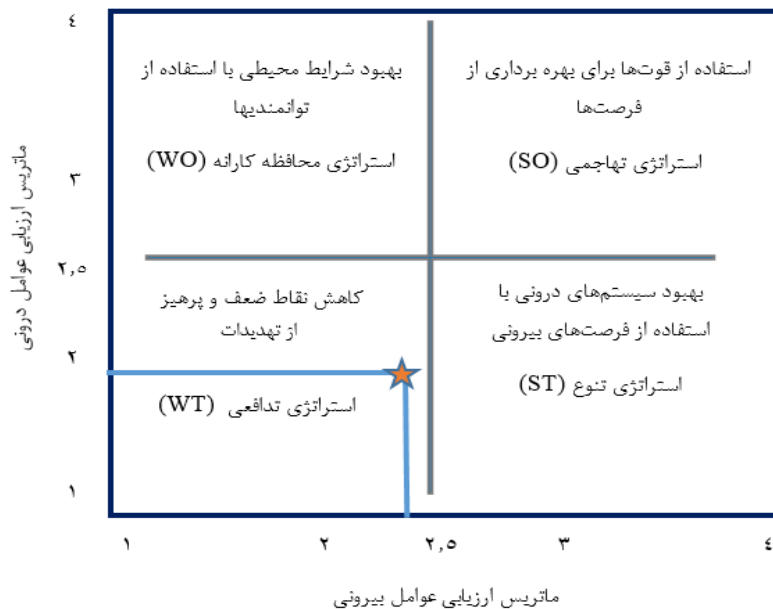 ۴
۳
۲,۵
۲
۱
ماتریس ارزیابی عوامل درونی
استفاده از قوت‌ها برای بهره برداری از
فرصت‌ها
استراتژی تهاجمی (SO)
بهبود شرایط محیطی با استفاده از
توانمندیها
استراتژی محافظه کارانه (WO)
بهبود سیستم‌های درونی با
استفاده از فرصت‌های بیرونی
استراتژی تنوع (ST)
کاهش نقاط ضعف و پرهیز
از تهدیدات
استراتژی تدافعی (WT)
۱ ۲ ۲,۵ ۳ ۴
ماتریس ارزیابی عوامل بیرونی